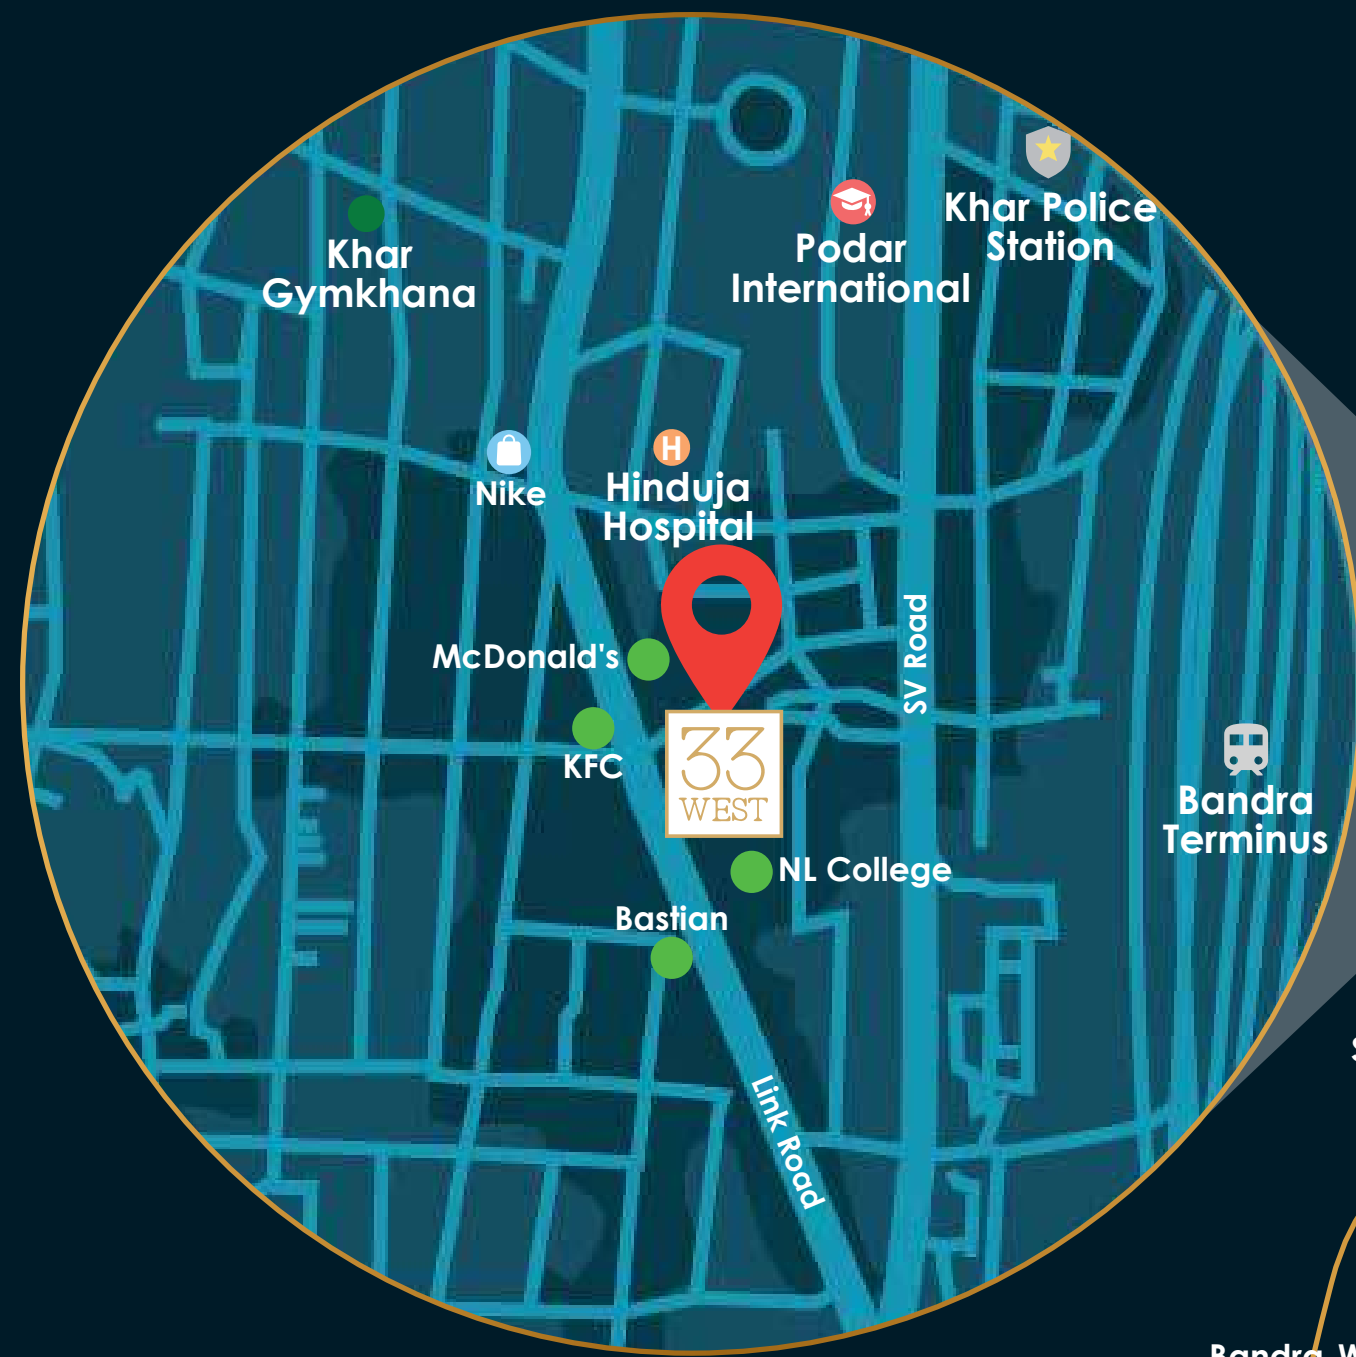 Khar Police
Station
Podar
International
Khar
Gymkhana
H
Nike
Hinduja
Hospital
McDonald's
SV Road
KFC
33
WEST
Bandra
Terminus
NL College
Bastian
Link Road
Bandra